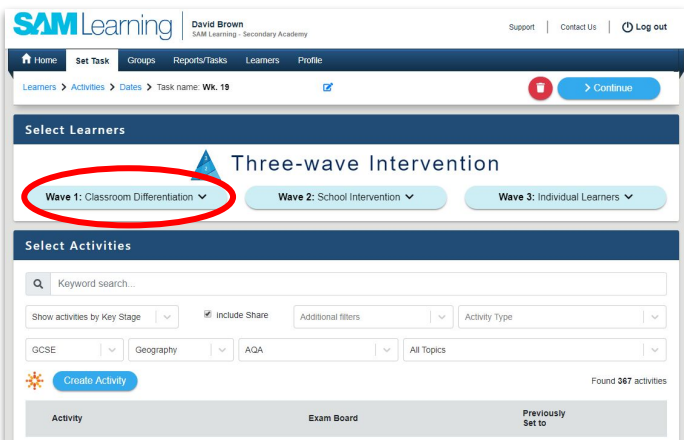 SAM Learning
David Brown
SAM Learning - Secondary Academy
Support
Contact Us
Log out
Home
Set Task
Groups
Reports/Tasks
Learners
Profile
Learners > Activities > Dates > Task name: Wk. 19
> Continue
Select Learners
3
2
Three-wave Intervention
Wave 1: Classroom Differentiation
Wave 2: School Intervention
Wave 3: Individual Learners
Select Activities
Keyword search...
Show activities by Key Stage
include Share
Additional filters
Activity Type
GCSE
Geography
AQA
All Topics
Create Activity
Found 367 activities
Activity
Exam Board
Previously
Set to